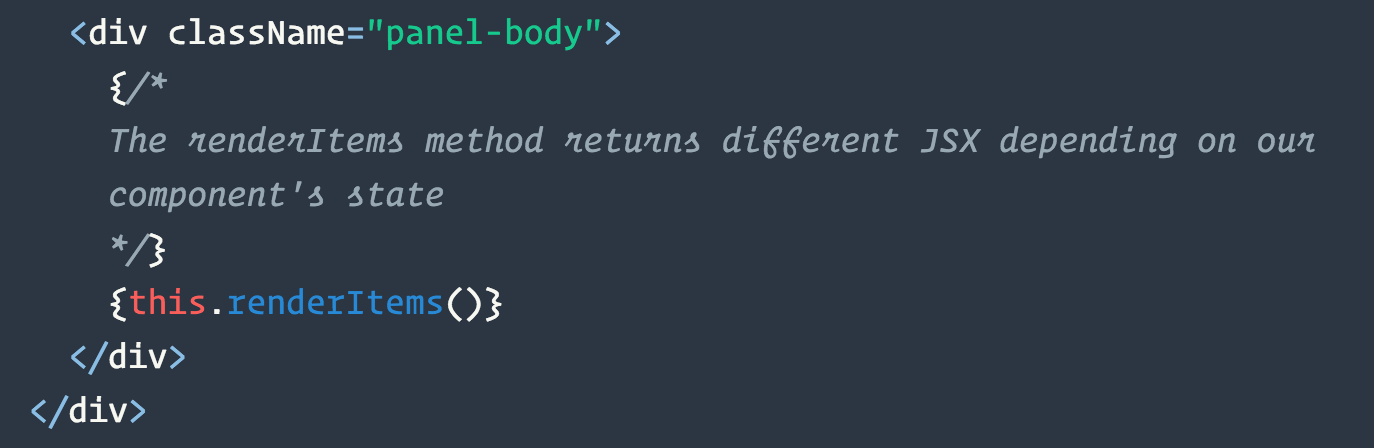 <div className="panel-body">
{/*
The renderItems method returns different JSX depending on our
component's state
*/}
{this.renderItems()}
</div>
</div>